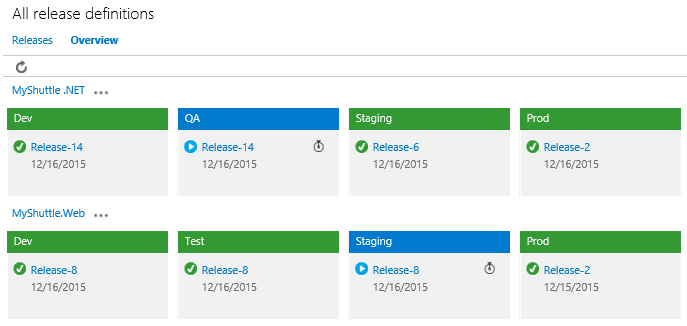 All release definitions
Releases Overview
MyShuttle .NET ...
Dev QA Staging Prod
Release-14 Release-14 Release-6 Release-2
12/16/2015 12/16/2015 12/16/2015 12/16/2015
MyShuttle.Web ...
Dev Test Staging Prod
Release-8 Release-8 Release-8 Release-2
12/16/2015 12/16/2015 12/16/2015 12/15/2015